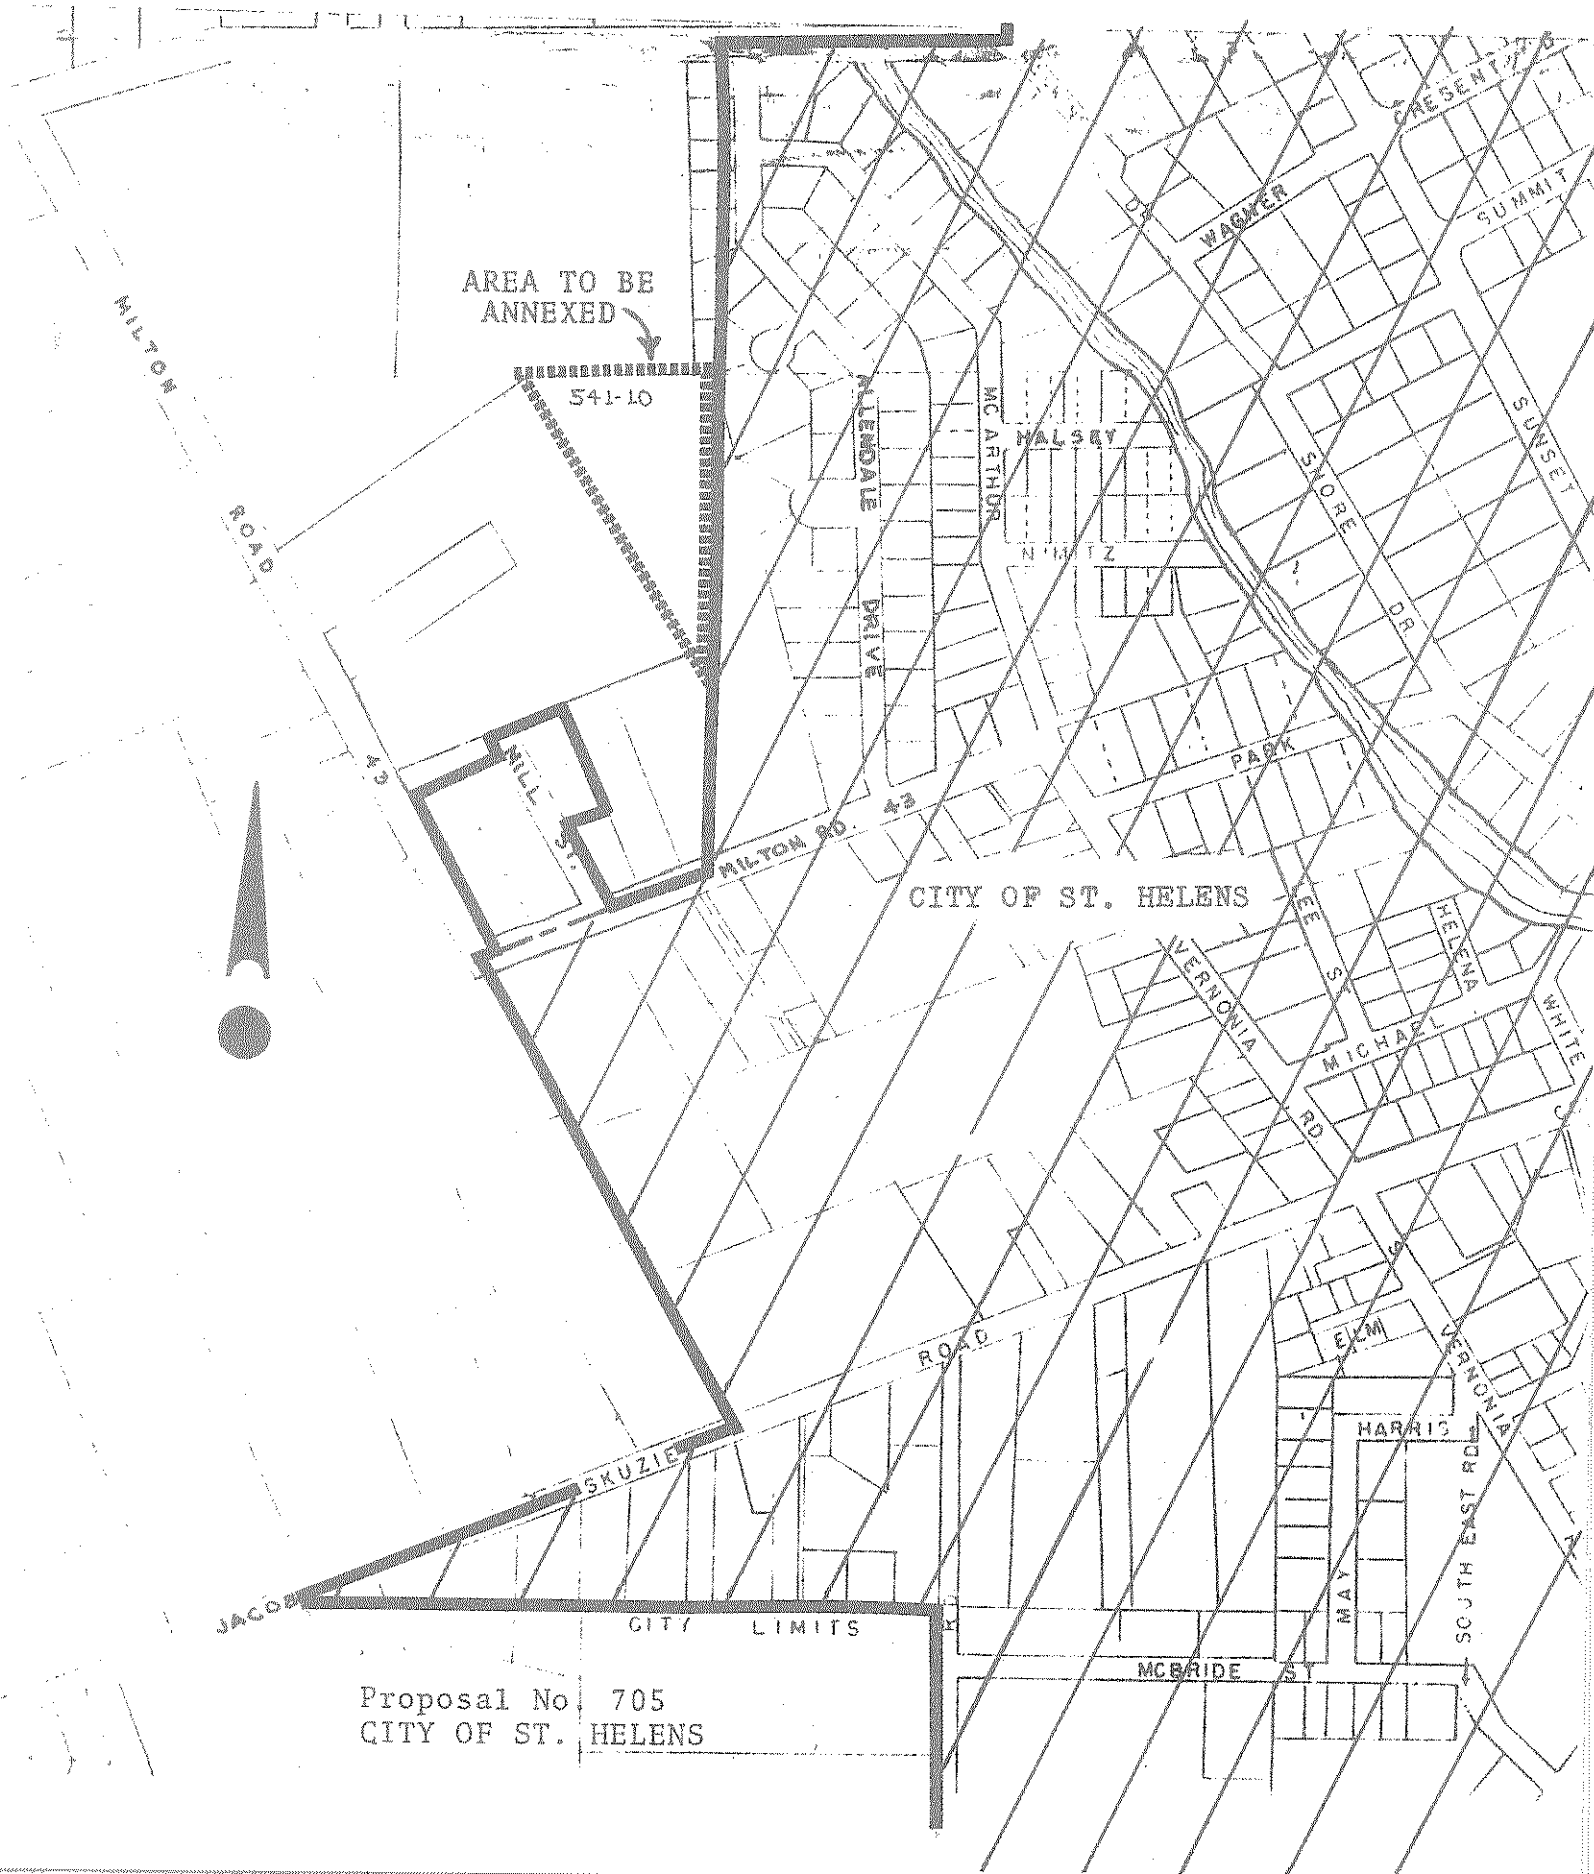 CRESENT
SUMMIT
WAGNER
AREA TO BE
ANNEXED
MILTON
541-10
ALLENDALE
MC ARTHUR
HALSEY
SUNSET
SHORE
ROAD
NIMITZ
DRIVE
DR
43
MILL
ST.
PARK
MILTON RD. 43
CITY OF ST. HELENS
LEE
ST
HELENA
VERNONIA
WHITE
MICHAEL
RD
ROAD
ELM
VERNONIA
HARRIS
SKUZIE
SOUTH EAST RD
JACOB
MAY
CITY LIMITS
MCBRIDE ST
Proposal No. 705
CITY OF ST. HELENS